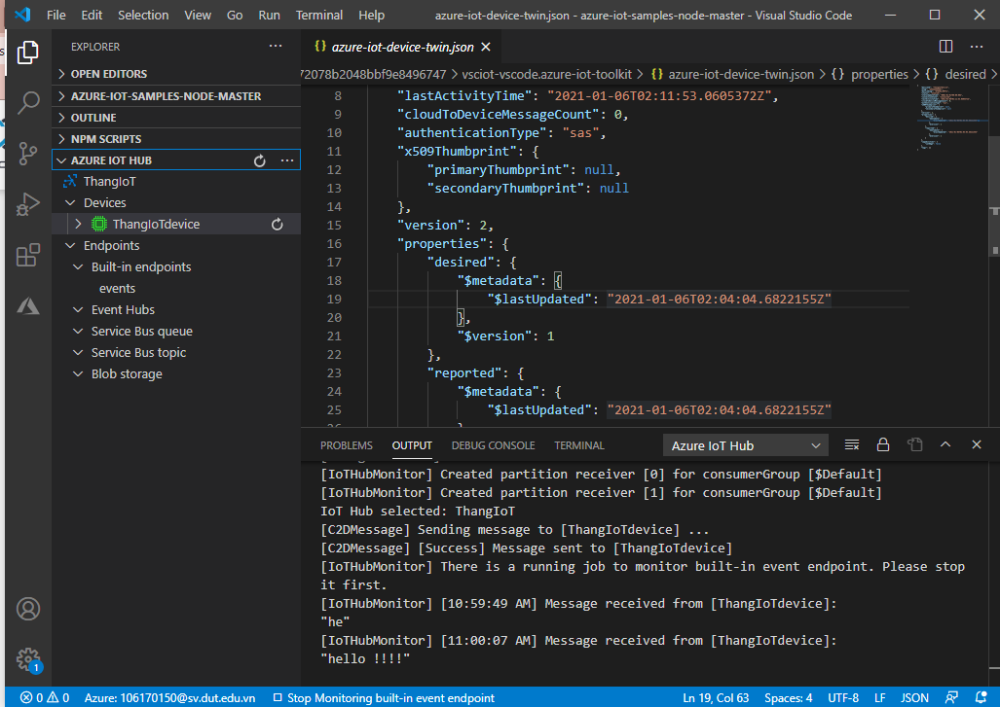 File Edit Selection View Go Run Terminal Help azure-iot-device-twin.json - azure-iot-samples-node-master - Visual Studio Code
EXPLORER
OPEN EDITORS
AZURE-IOT-SAMPLES-NODE-MASTER
OUTLINE
NPM SCRIPTS
AZURE IOT HUB
ThangIoT
Devices
ThangIoTdevice
Endpoints
Built-in endpoints
events
Event Hubs
Service Bus queue
Service Bus topic
Blob storage
1
{} azure-iot-device-twin.json
72078b2048bbf9e8496747 > vsciot-vscode.azure-iot-toolkit > {} azure-iot-device-twin.json > {} properties > {} desired >
8 "lastActivityTime": "2021-01-06T02:11:53.0605372Z",
9 "cloudToDeviceMessageCount": 0,
10 "authenticationType": "sas",
11 "x509Thumbprint": {
12 "primaryThumbprint": null,
13 "secondaryThumbprint": null
14 },
15 "version": 2,
16 "properties": {
17 "desired": {
18 "$metadata": {
19 "$lastUpdated": "2021-01-06T02:04:04.6822155Z"
20 },
21 "$version": 1
22 },
23 "reported": {
24 "$metadata": {
25 "$lastUpdated": "2021-01-06T02:04:04.6822155Z"
PROBLEMS OUTPUT DEBUG CONSOLE TERMINAL Azure IoT Hub
[IoTHubMonitor] Created partition receiver [0] for consumerGroup [$Default]
[IoTHubMonitor] Created partition receiver [1] for consumerGroup [$Default]
IoT Hub selected: ThangIoT
[C2DMessage] Sending message to [ThangIoTdevice] ...
[C2DMessage] [Success] Message sent to [ThangIoTdevice]
[IoTHubMonitor] There is a running job to monitor built-in event endpoint. Please stop
it first.
[IoTHubMonitor] [10:59:49 AM] Message received from [ThangIoTdevice]:
"he"
[IoTHubMonitor] [11:00:07 AM] Message received from [ThangIoTdevice]:
"hello !!!!"
0 0 Azure: 106170150@sv.dut.edu.vn Stop Monitoring built-in event endpoint Ln 19, Col 63 Spaces: 4 UTF-8 LF JSON